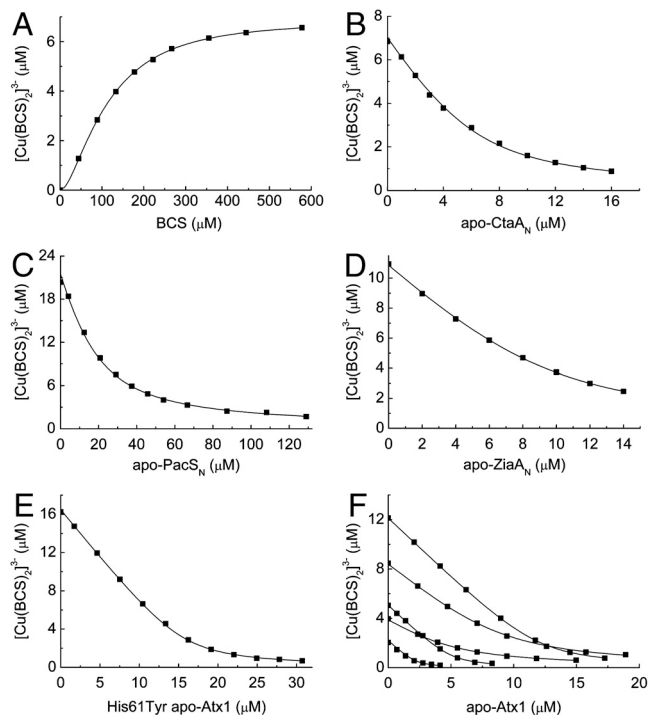 A
[Cu(BCS)₂]³⁻ (μM)
6
4
2
0
0 100 200 300 400 500 600
BCS (μM)
B
[Cu(BCS)₂]³⁻ (μM)
8
6
4
2
0
0 4 8 12 16
apo-CtaA_N (μM)
C
[Cu(BCS)₂]³⁻ (μM)
24
18
12
6
0
0 20 40 60 80 100 120
apo-PacS_N (μM)
D
[Cu(BCS)₂]³⁻ (μM)
10
8
6
4
2
0
0 2 4 6 8 10 12 14
apo-ZiaA_N (μM)
E
[Cu(BCS)₂]³⁻ (μM)
16
12
8
4
0
0 5 10 15 20 25 30
His61Tyr apo-Atx1 (μM)
F
[Cu(BCS)₂]³⁻ (μM)
12
8
4
0
0 5 10 15 20
apo-Atx1 (μM)